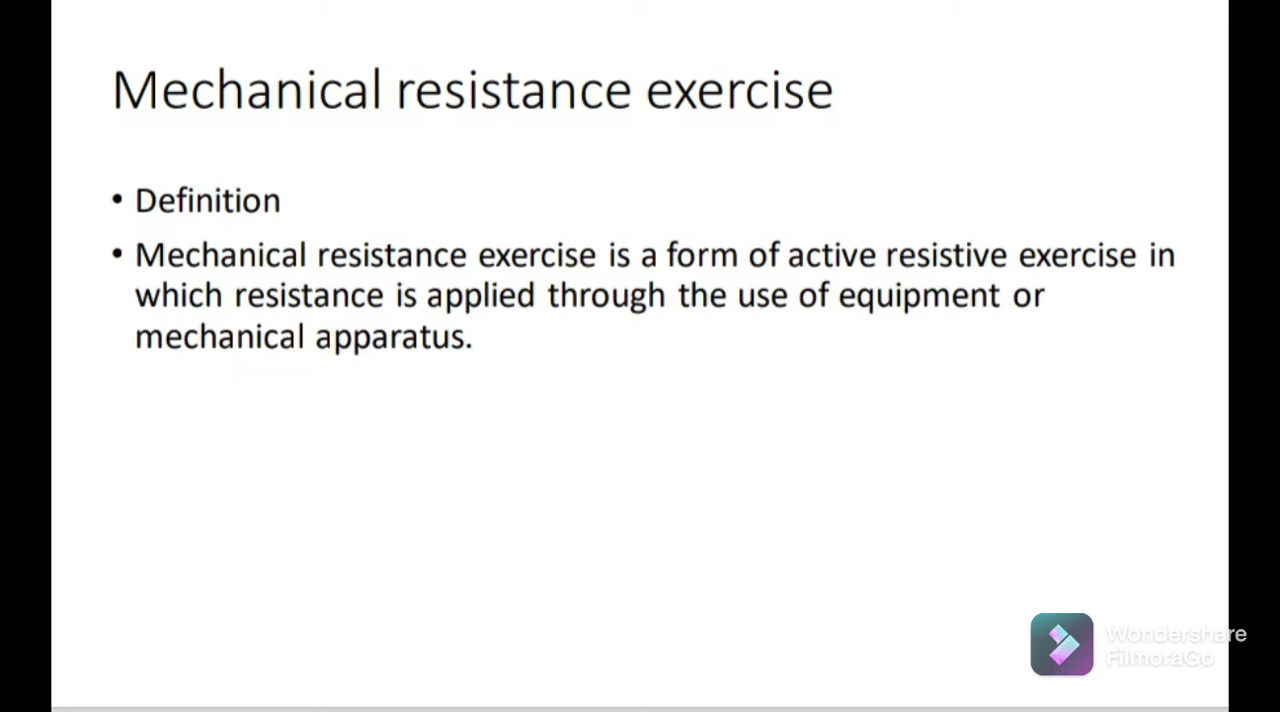 Mechanical resistance exercise
• Definition
• Mechanical resistance exercise is a form of active resistive exercise in
which resistance is applied through the use of equipment or
mechanical apparatus.
Wondershare
FilmoraGo